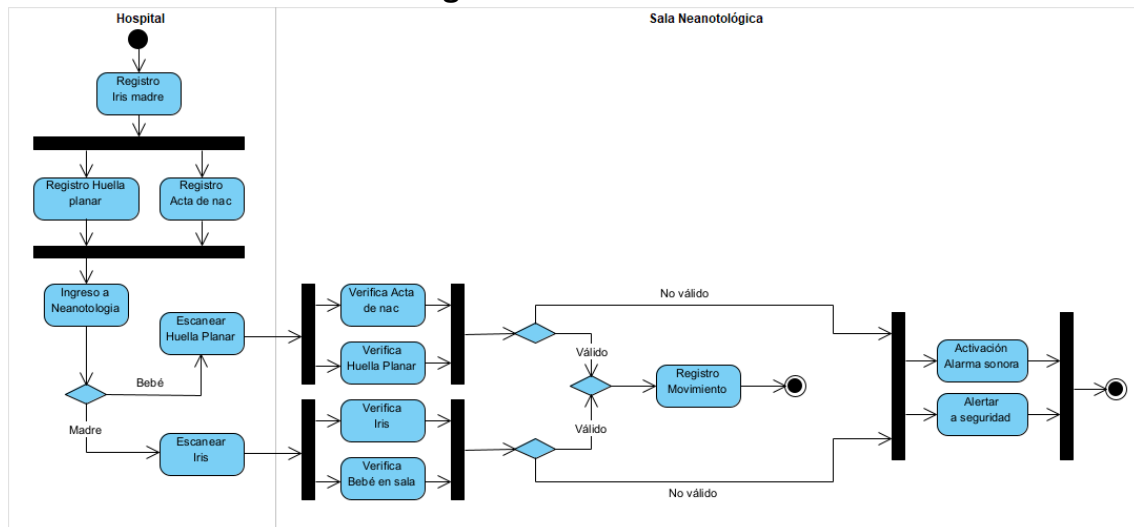 Hospital
Sala Neanotológica
Registro
Iris madre
Registro Huella
planar
Registro
Acta de nac
Ingreso a
Neanotologia
Escanear
Huella Planar
Bebé
Madre
Escanear
Iris
Verifica Acta
de nac
Verifica
Huella Planar
Verifica
Iris
Verifica
Bebé en sala
No válido
Válido
Registro
Movimiento
Válido
No válido
Activación
Alarma sonora
Alertar
a seguridad